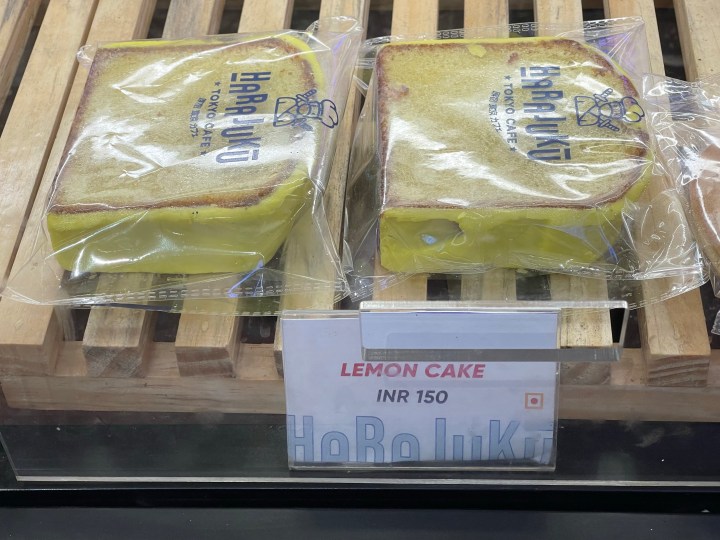 HaRaJuKu
★ TOKYO CAFE ★
HaRaJuKu
★ TOKYO CAFE ★
LEMON CAKE
INR 150
HaRaJuKu